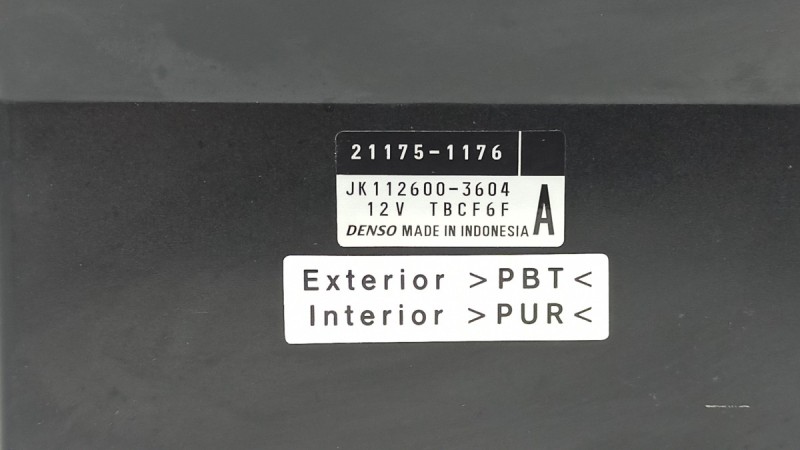 21175-1176
JK112600-3604
12V TBCF6F
A
DENSO MADE IN INDONESIA
Exterior >PBT<
Interior >PUR<